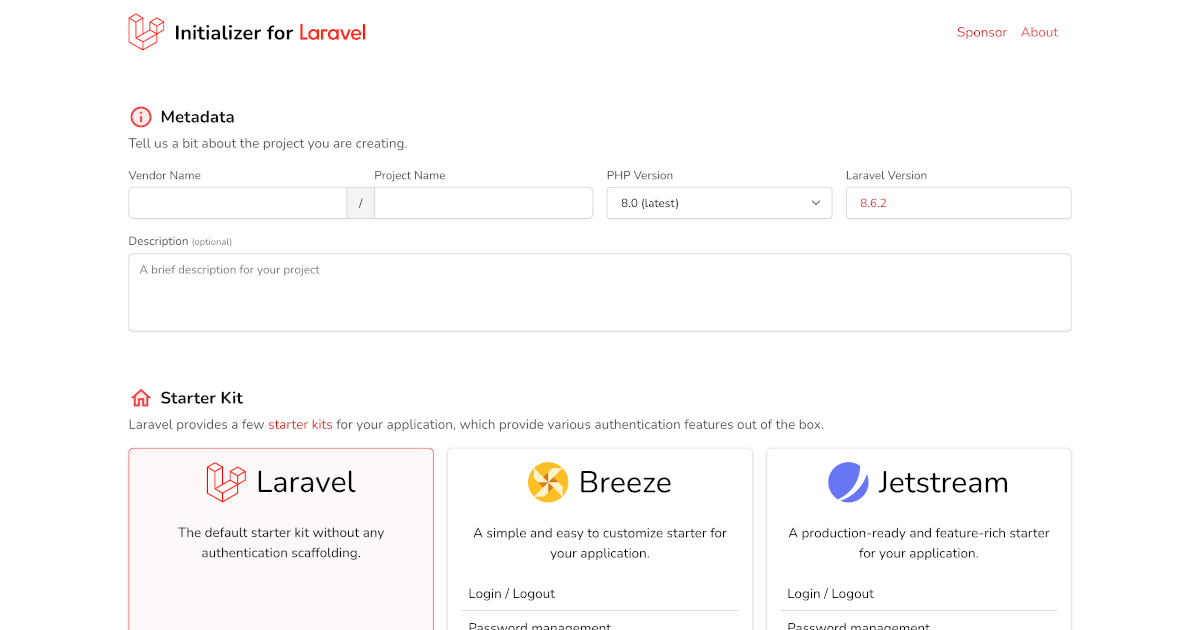 Initializer for Laravel
Sponsor About
Metadata
Tell us a bit about the project you are creating.
Vendor Name Project Name PHP Version Laravel Version
/ 8.0 (latest) 8.6.2
Description (optional)
A brief description for your project
Starter Kit
Laravel provides a few starter kits for your application, which provide various authentication features out of the box.
Laravel
The default starter kit without any
authentication scaffolding.
Breeze
A simple and easy to customize starter for
your application.
Login / Logout
Password management
Jetstream
A production-ready and feature-rich starter
for your application.
Login / Logout
Password management